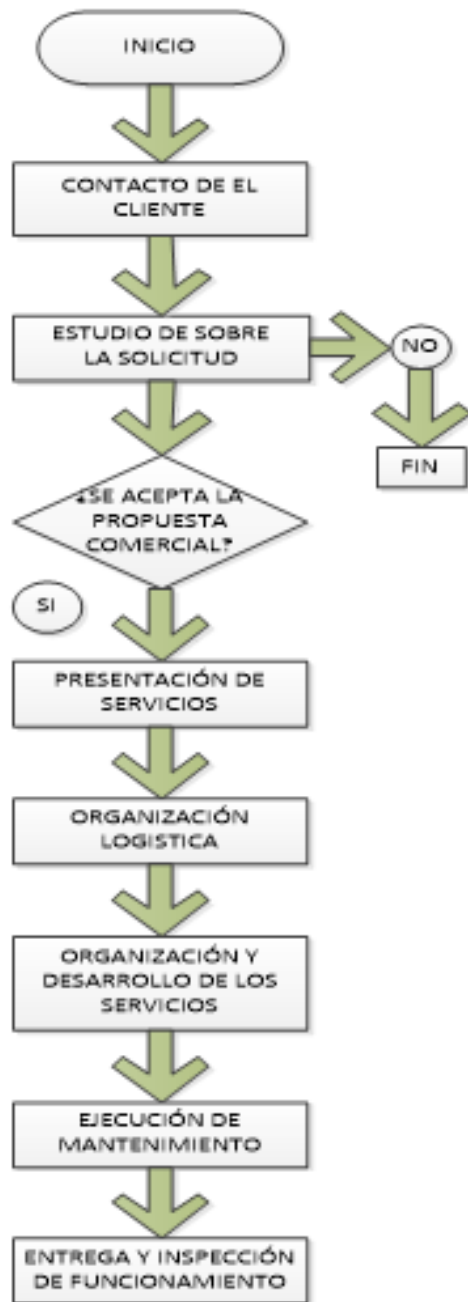 INICIO
CONTACTO DE EL
CLIENTE
ESTUDIO DE SOBRE
LA SOLICITUD
NO
FIN
¿SE ACEPTA LA
PROPUESTA
COMERCIAL?
SI
PRESENTACIÓN DE
SERVICIOS
ORGANIZACIÓN
LOGISTICA
ORGANIZACIÓN Y
DESARROLLO DE LOS
SERVICIOS
EJECUCIÓN DE
MANTENIMIENTO
ENTREGA Y INSPECCIÓN
DE FUNCIONAMIENTO